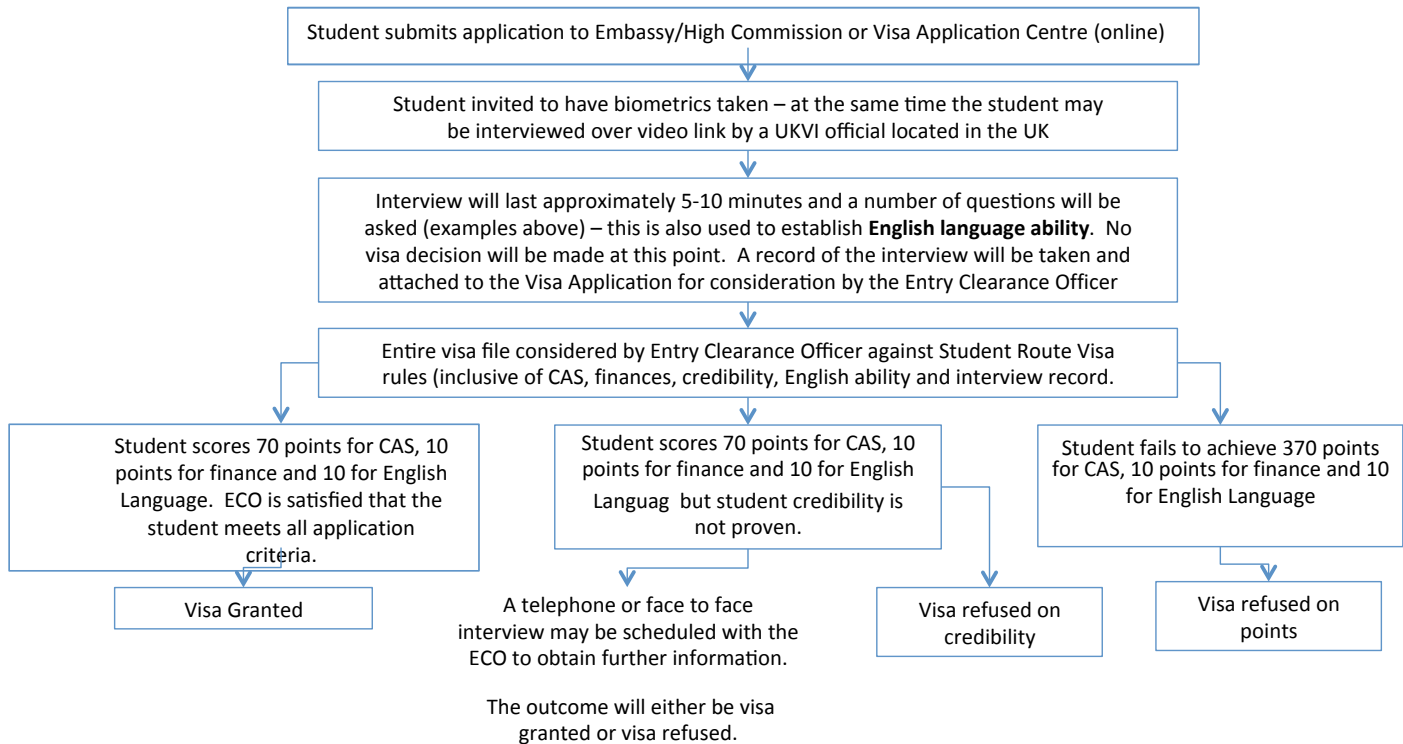 Student submits application to Embassy/High Commission or Visa Application Centre (online)
Student invited to have biometrics taken – at the same time the student may
be interviewed over video link by a UKVI official located in the UK
Interview will last approximately 5-10 minutes and a number of questions will be
asked (examples above) – this is also used to establish English language ability. No
visa decision will be made at this point. A record of the interview will be taken and
attached to the Visa Application for consideration by the Entry Clearance Officer
Entire visa file considered by Entry Clearance Officer against Student Route Visa
rules (inclusive of CAS, finances, credibility, English ability and interview record.
Student scores 70 points for CAS, 10
points for finance and 10 for English
Language. ECO is satisfied that the
student meets all application
criteria.
Student scores 70 points for CAS, 10
points for finance and 10 for English
Languag but student credibility is
not proven.
Student fails to achieve 370 points
for CAS, 10 points for finance and 10
for English Language
Visa Granted
A telephone or face to face
interview may be scheduled with the
ECO to obtain further information.
The outcome will either be visa
granted or visa refused.
Visa refused on
credibility
Visa refused on
points